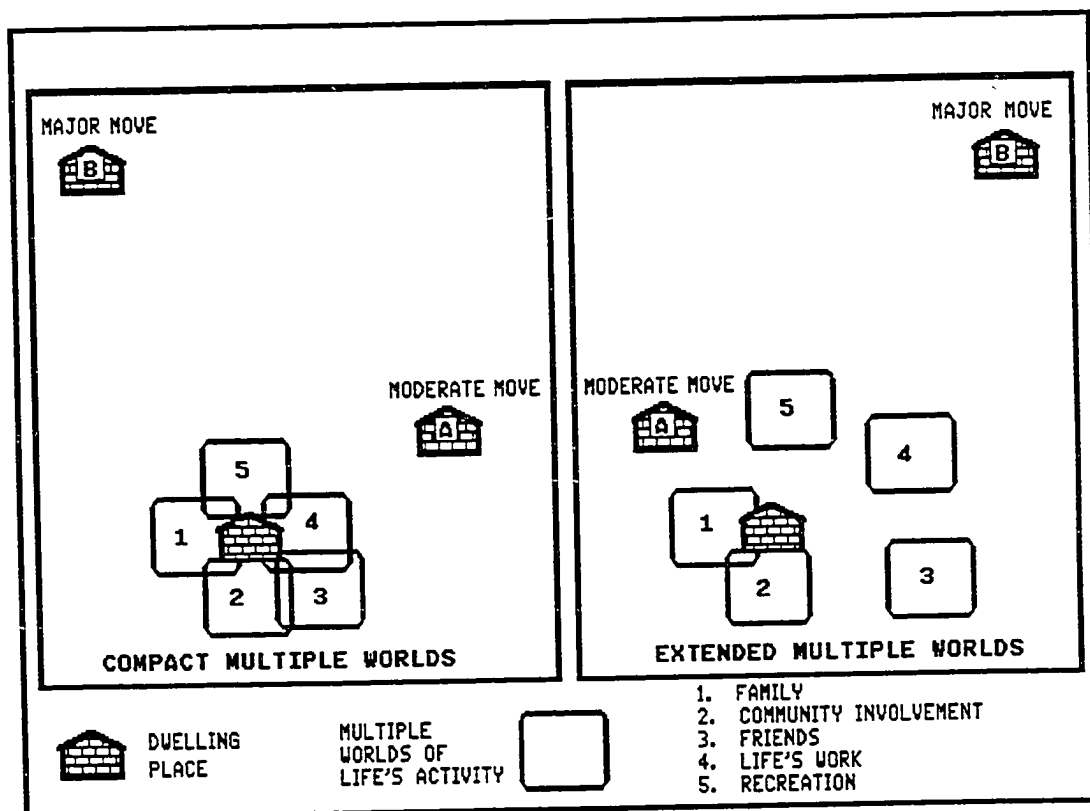 MAJOR MOVE
B
MODERATE MOVE
A
5
1
4
2
3
COMPACT MULTIPLE WORLDS
MAJOR MOVE
B
MODERATE MOVE
A
5
4
1
2
3
EXTENDED MULTIPLE WORLDS
DWELLING
PLACE
MULTIPLE
WORLDS OF
LIFE'S ACTIVITY
1. FAMILY
2. COMMUNITY INVOLVEMENT
3. FRIENDS
4. LIFE'S WORK
5. RECREATION